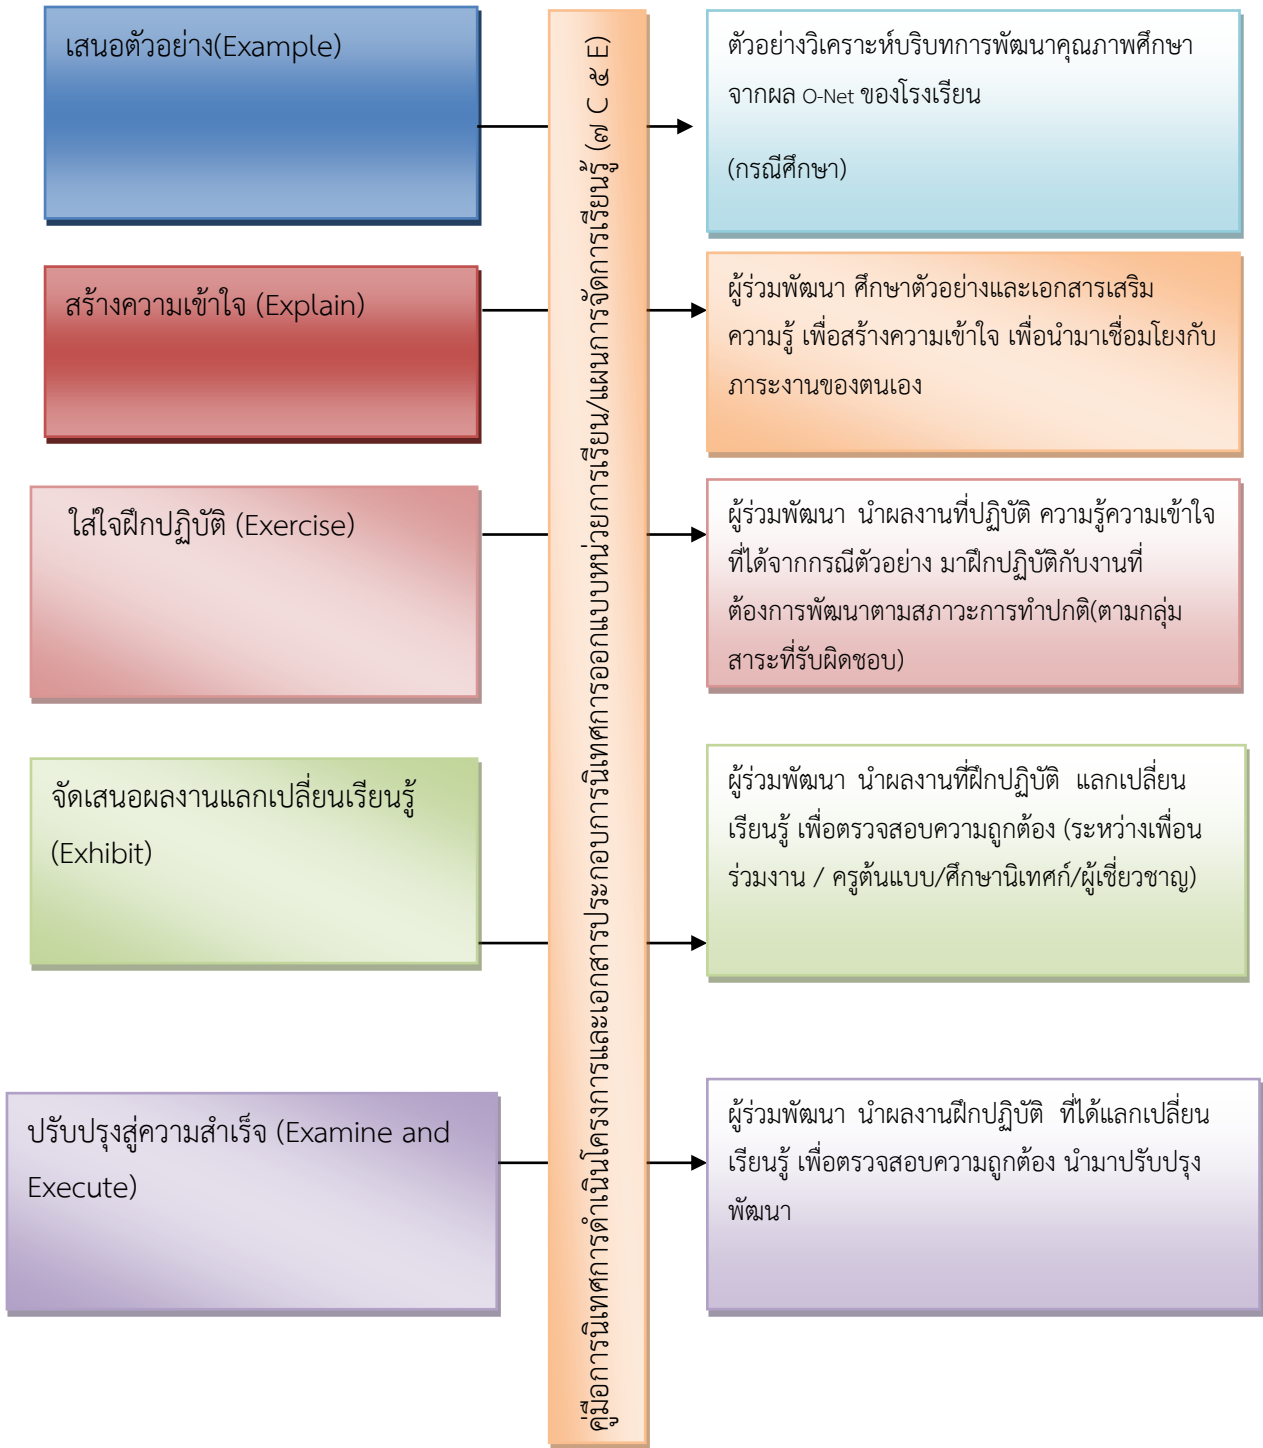 เสนอตัวอย่าง(Example)
ตัวอย่างวิเคราะห์บริบทการพัฒนาคุณภาพศึกษา
จากผล O-Net ของโรงเรียน
(กรณีศึกษา)
สร้างความเข้าใจ (Explain)
ผู้ร่วมพัฒนา ศึกษาตัวอย่างและเอกสารเสริม
ความรู้ เพื่อสร้างความเข้าใจ เพื่อนำมาเชื่อมโยงกับ
ภาระงานของตนเอง
ใส่ใจฝึกปฏิบัติ (Exercise)
ผู้ร่วมพัฒนา นำผลงานที่ปฏิบัติ ความรู้ความเข้าใจ
ที่ได้จากกรณีตัวอย่าง มาฝึกปฏิบัติกับงานที่
ต้องการพัฒนาตามสภาวะการทำปกติ(ตามกลุ่ม
สาระที่รับผิดชอบ)
จัดเสนอผลงานแลกเปลี่ยนเรียนรู้
(Exhibit)
ผู้ร่วมพัฒนา นำผลงานที่ฝึกปฏิบัติ แลกเปลี่ยน
เรียนรู้ เพื่อตรวจสอบความถูกต้อง (ระหว่างเพื่อน
ร่วมงาน / ครูต้นแบบ/ศึกษานิเทศก์/ผู้เชี่ยวชาญ)
ปรับปรุงสู่ความสำเร็จ (Examine and
Execute)
ผู้ร่วมพัฒนา นำผลงานฝึกปฏิบัติ ที่ได้แลกเปลี่ยน
เรียนรู้ เพื่อตรวจสอบความถูกต้อง นำมาปรับปรุง
พัฒนา
คู่มือการนิเทศการดำเนินโครงการและเอกสารประกอบการนิเทศการออกแบบหน่วยการเรียน/แผนการจัดการเรียนรู้ (๗ C ๕ E)